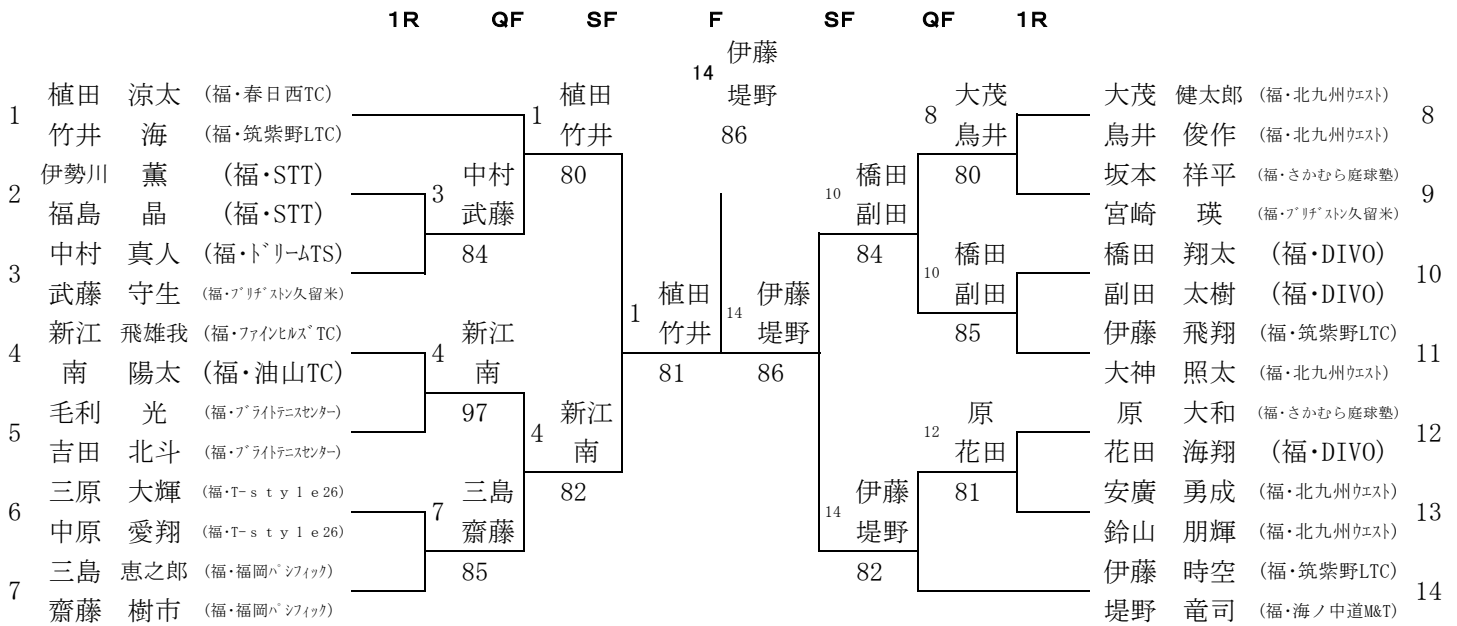 1R QF SF F SF QF 1R
伊藤
14
堤野
86
1
植田 涼太 (福・春日西TC)
竹井 海 (福・筑紫野LTC)
2
伊勢川 薫 (福・STT)
福島 晶 (福・STT)
3
中村 真人 (福・ドリームTS)
武藤 守生 (福・ブリヂストン久留米)
4
新江 飛雄我 (福・ファインヒルズTC)
南 陽太 (福・油山TC)
5
毛利 光 (福・ブライトテニスセンター)
吉田 北斗 (福・ブライトテニスセンター)
6
三原 大輝 (福・T-style26)
中原 愛翔 (福・T-style26)
7
三島 恵之郎 (福・福岡パシフィック)
齋藤 樹市 (福・福岡パシフィック)
3
中村
武藤
84
4
新江
南
97
7
三島
齋藤
85
1
植田
竹井
80
4
新江
南
82
1
植田
竹井
81
14
伊藤
堤野
86
10
橋田
副田
84
14
伊藤
堤野
82
8
大茂
鳥井
80
10
橋田
副田
85
12
原
花田
81
大茂 健太郎 (福・北九州ウエスト)
8
鳥井 俊作 (福・北九州ウエスト)
坂本 祥平 (福・さかむら庭球塾)
9
宮崎 瑛 (福・ブリヂストン久留米)
橋田 翔太 (福・DIVO)
10
副田 太樹 (福・DIVO)
伊藤 飛翔 (福・筑紫野LTC)
11
大神 照太 (福・北九州ウエスト)
原 大和 (福・さかむら庭球塾)
12
花田 海翔 (福・DIVO)
安廣 勇成 (福・北九州ウエスト)
13
鈴山 朋輝 (福・北九州ウエスト)
伊藤 時空 (福・筑紫野LTC)
14
堤野 竜司 (福・海ノ中道M&T)